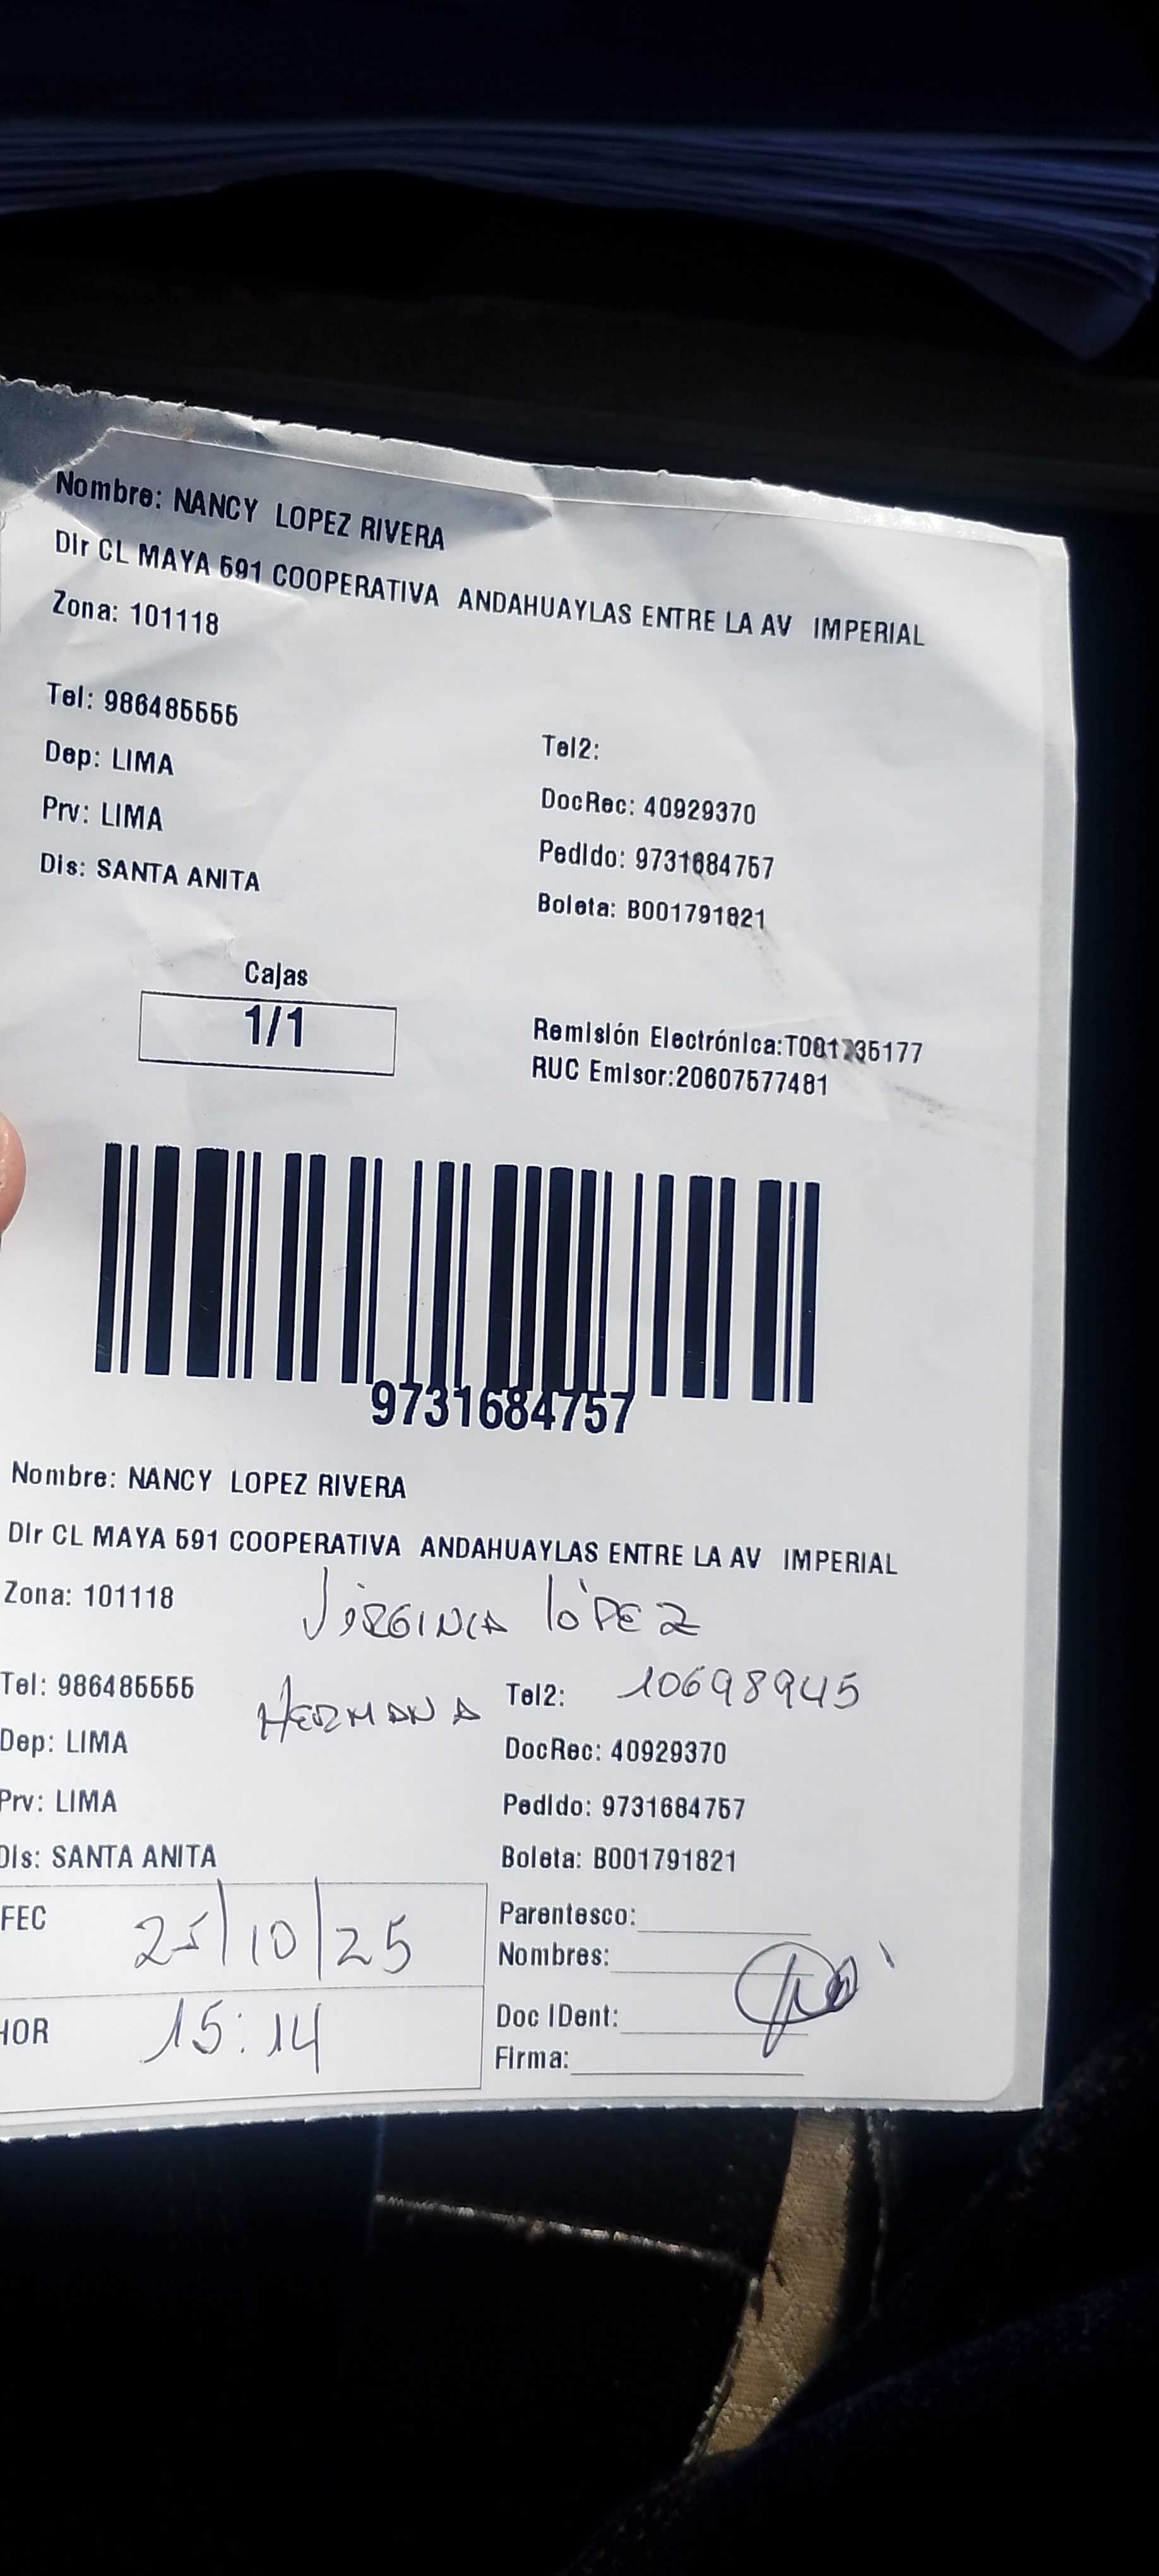 Nombre: NANCY LOPEZ RIVERA
Dir CL MAYA 591 COOPERATIVA ANDAHUAYLAS ENTRE LA AV IMPERIAL
Zona: 101118
Tel: 986485555
Tel2:
Dep: LIMA
DocRec: 40929370
Prv: LIMA
Pedido: 9731684757
Dis: SANTA ANITA
Boleta: B001791821
Cajas
1/1
Remisión Electrónica:
RUC Emisor:20607577481
9731684757
Nombre: NANCY LOPEZ RIVERA
Dir CL MAYA 591 COOPERATIVA ANDAHUAYLAS ENTRE LA AV IMPERIAL
Zona: 101118
VIRGINIA LÓPEZ
Tel: 986485555
HERMANA
Tel2: 10698945
Dep: LIMA
DocRec: 40929370
Prv: LIMA
Pedido: 9731684757
Dis: SANTA ANITA
Boleta: B001791821
FEC 25/10/25
Parentesco:
Nombres:
HOR 15:14
Doc IDent:
Firma: